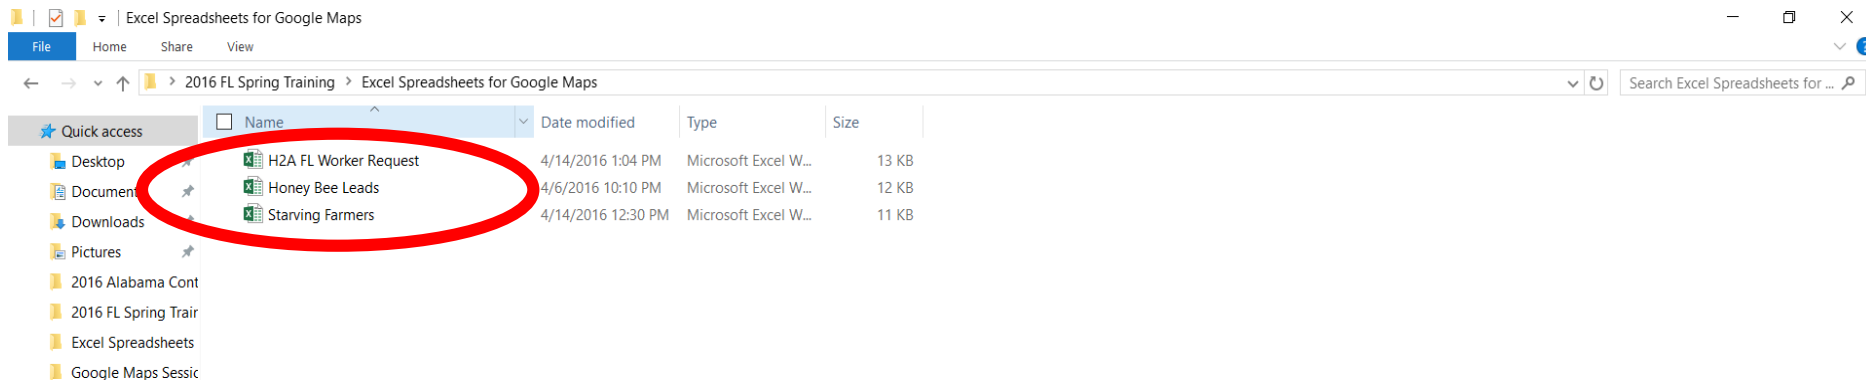 Excel Spreadsheets for Google Maps
File Home Share View
2016 FL Spring Training Excel Spreadsheets for Google Maps Search Excel Spreadsheets for ...
Quick access
Desktop
Document
Downloads
Pictures
2016 Alabama Cont
2016 FL Spring Train
Excel Spreadsheets
Google Maps Sessic
Name Date modified Type Size
H2A FL Worker Request 4/14/2016 1:04 PM Microsoft Excel W... 13 KB
Honey Bee Leads 4/6/2016 10:10 PM Microsoft Excel W... 12 KB
Starving Farmers 4/14/2016 12:30 PM Microsoft Excel W... 11 KB